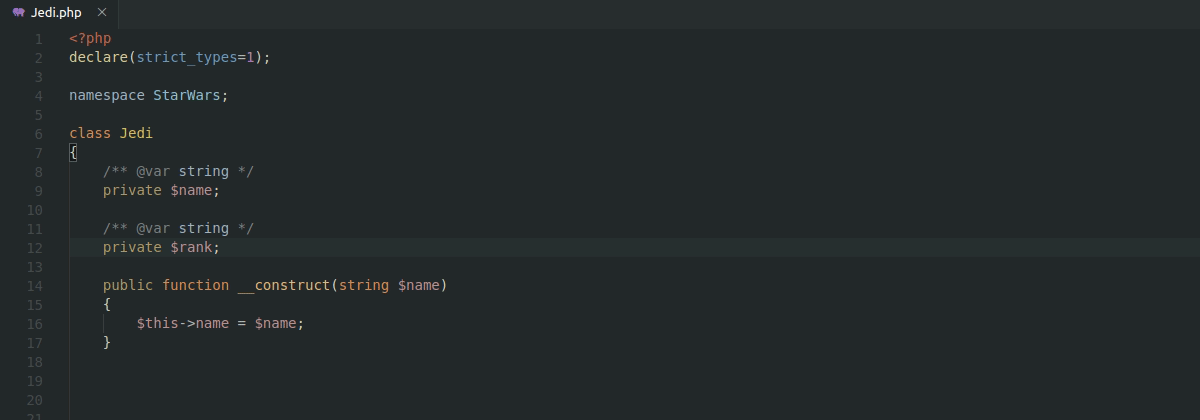 Jedi.php
1 <?php
2 declare(strict_types=1);
3
4 namespace StarWars;
5
6 class Jedi
7 {
8     /** @var string */
9     private $name;
10
11     /** @var string */
12     private $rank;
13
14     public function __construct(string $name)
15     {
16         $this->name = $name;
17     }
18
19
20
21